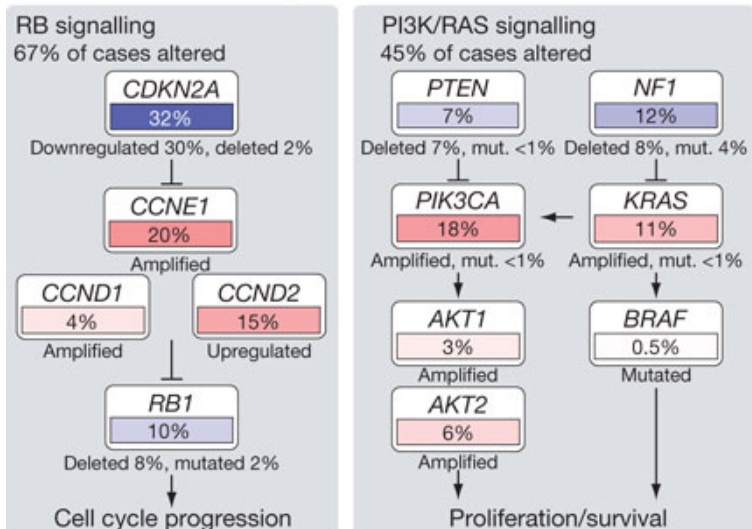 RB signalling
67% of cases altered
CDKN2A
32%
Downregulated 30%, deleted 2%
CCNE1
20%
Amplified
CCND1
4%
Amplified
CCND2
15%
Upregulated
RB1
10%
Deleted 8%, mutated 2%
Cell cycle progression
PI3K/RAS signalling
45% of cases altered
PTEN
7%
Deleted 7%, mut. <1%
NF1
12%
Deleted 8%, mut. 4%
PIK3CA
18%
Amplified, mut. <1%
KRAS
11%
Amplified, mut. <1%
AKT1
3%
Amplified
BRAF
0.5%
Mutated
AKT2
6%
Amplified
Proliferation/survival